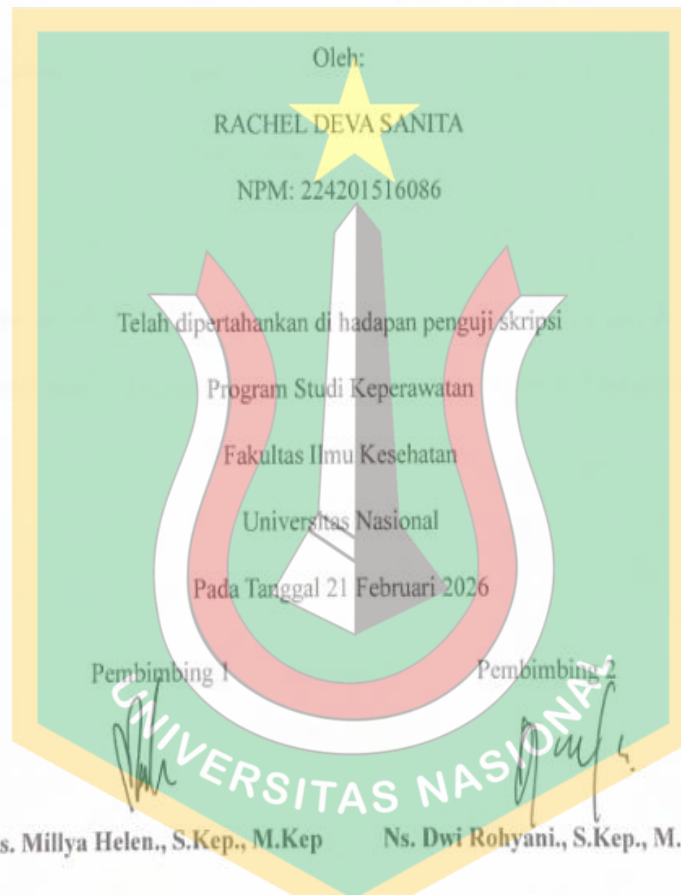 Oleh:
RACHEL DEVA SANITA
NPM: 224201516086
Telah dipertahankan di hadapan penguji skripsi
Program Studi Keperawatan
Fakultas Ilmu Kesehatan
Universitas Nasional
Pada Tanggal 21 Februari 2026
Pembimbing 1 Pembimbing 2
UNIVERSITAS NASIONAL
s. Millya Helen., S.Kep., M.Kep Ns. Dwi Rohyani., S.Kep., M.